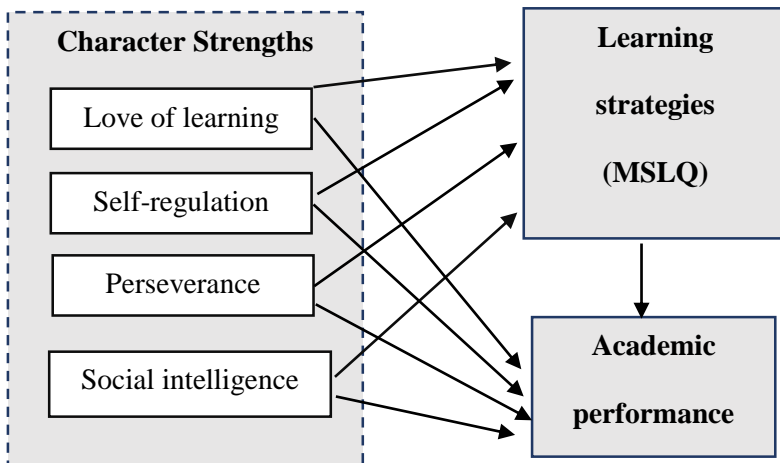 Character Strengths
Love of learning
Self-regulation
Perseverance
Social intelligence
Learning
strategies
(MSLQ)
Academic
performance